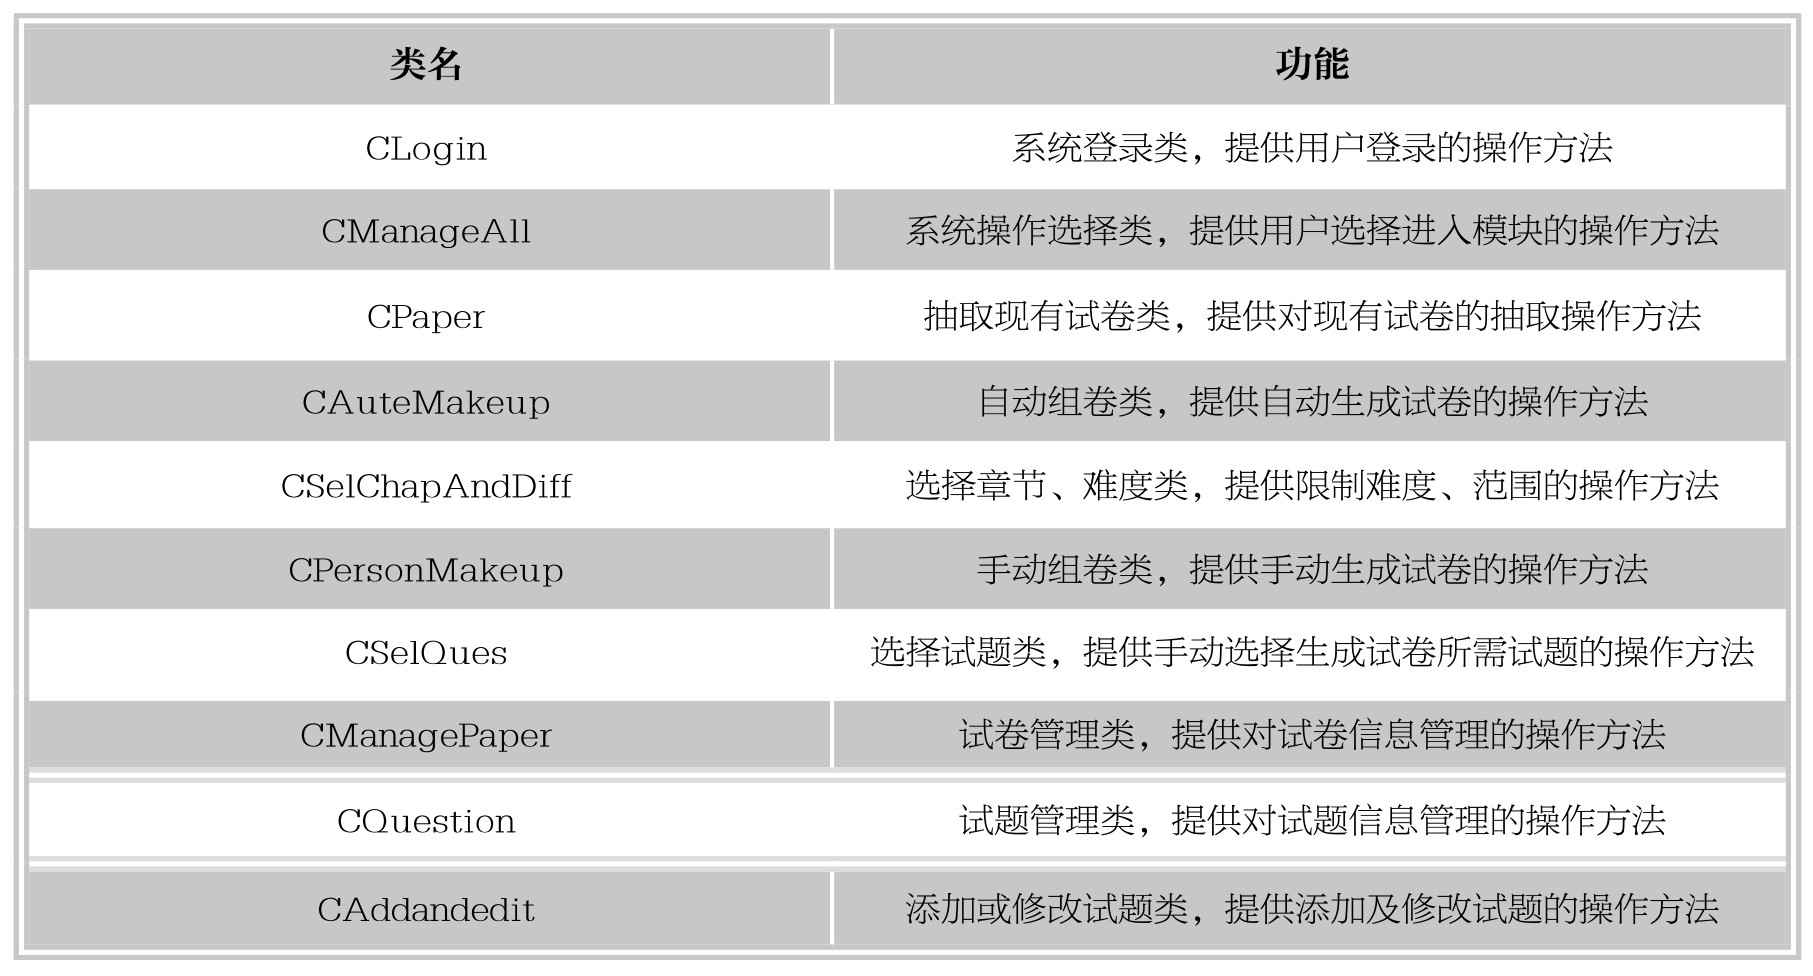 类名 功能
CLogin 系统登录类，提供用户登录的操作方法
CManageAll 系统操作选择类，提供用户选择进入模块的操作方法
CPaper 抽取现有试卷类，提供对现有试卷的抽取操作方法
CAuteMakeup 自动组卷类，提供自动生成试卷的操作方法
CSelChapAndDiff 选择章节、难度类，提供限制难度、范围的操作方法
CPersonMakeup 手动组卷类，提供手动生成试卷的操作方法
CSelQues 选择试题类，提供手动选择生成试卷所需试题的操作方法
CManagePaper 试卷管理类，提供对试卷信息管理的操作方法
CQuestion 试题管理类，提供对试题信息管理的操作方法
CAddandedit 添加或修改试题类，提供添加及修改试题的操作方法